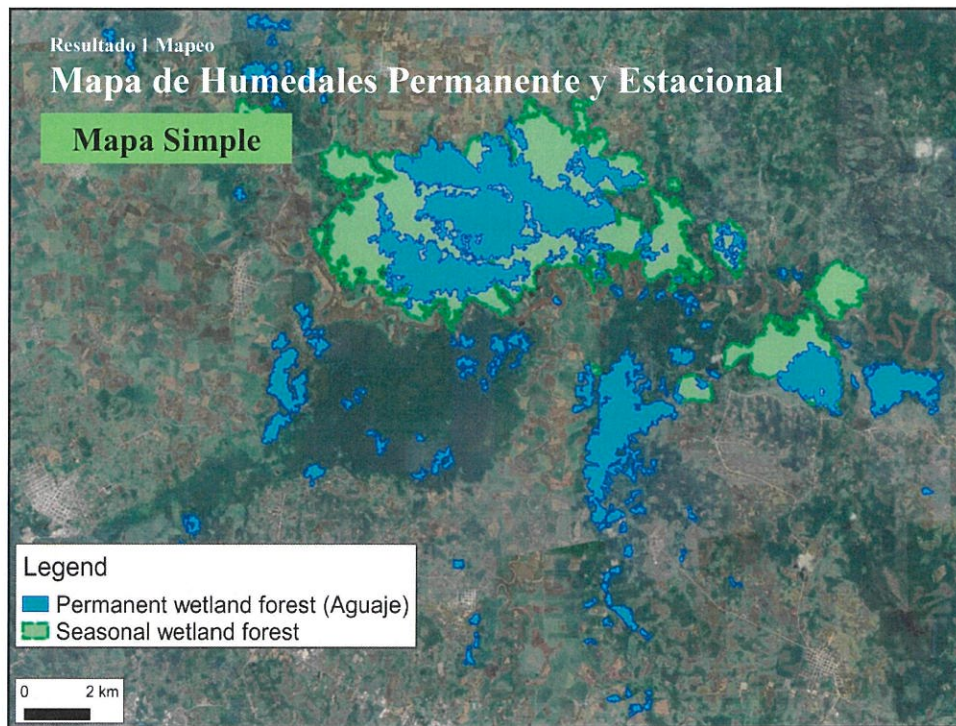 Resultado 1 Mapeo
Mapa de Humedales Permanente y Estacional
Mapa Simple
Legend
Permanent wetland forest (Aguaje)
Seasonal wetland forest
0 2 km